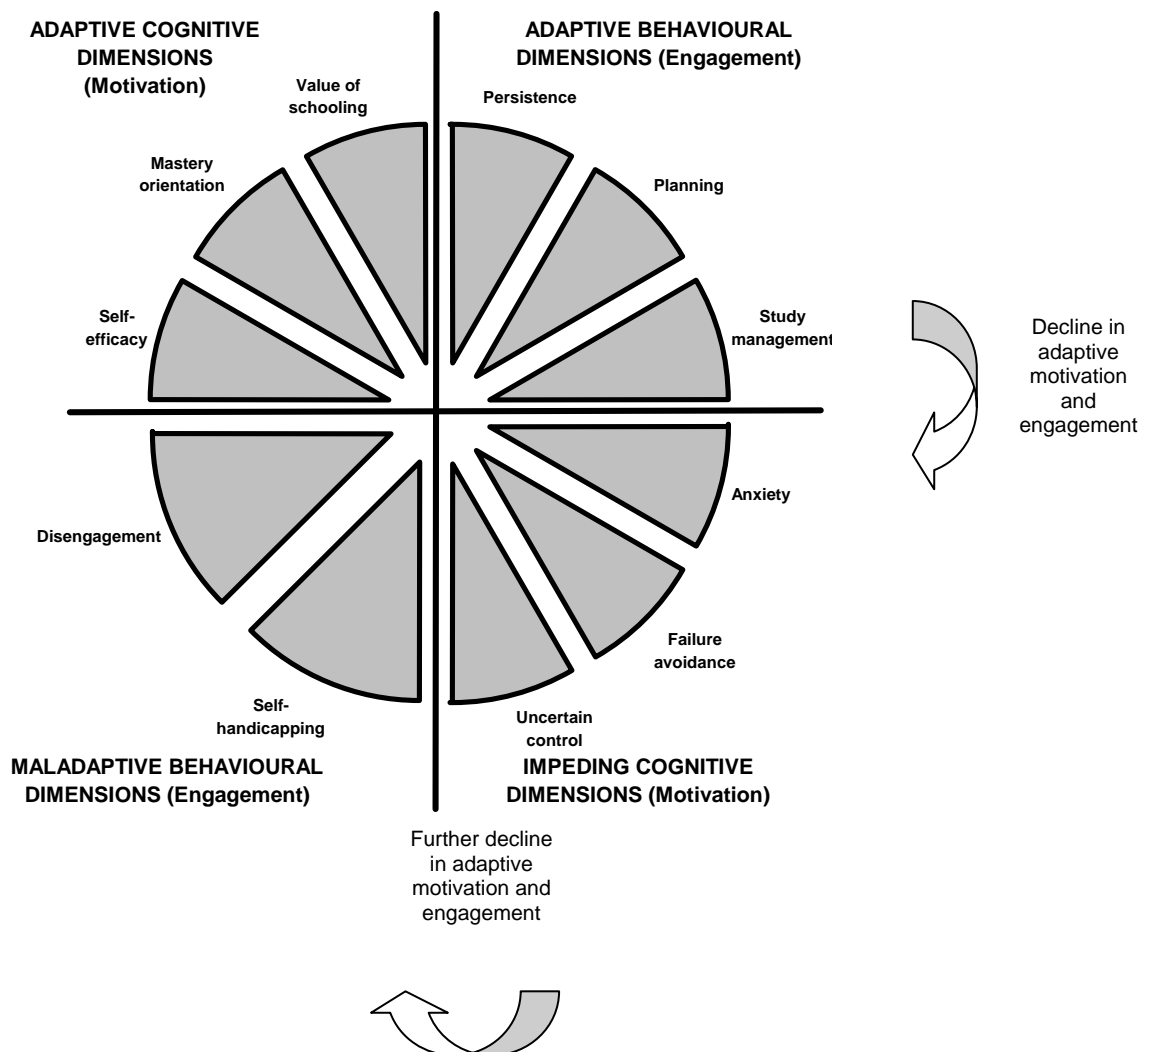 ADAPTIVE COGNITIVE
DIMENSIONS
(Motivation)
ADAPTIVE BEHAVIOURAL
DIMENSIONS (Engagement)
Value of
schooling
Persistence
Mastery
orientation
Planning
Self-
efficacy
Study
management
Decline in
adaptive
motivation
and
engagement
Disengagement
Anxiety
Failure
avoidance
Self-
handicapping
Uncertain
control
MALADAPTIVE BEHAVIOURAL
DIMENSIONS (Engagement)
IMPEDING COGNITIVE
DIMENSIONS (Motivation)
Further decline
in adaptive
motivation and
engagement